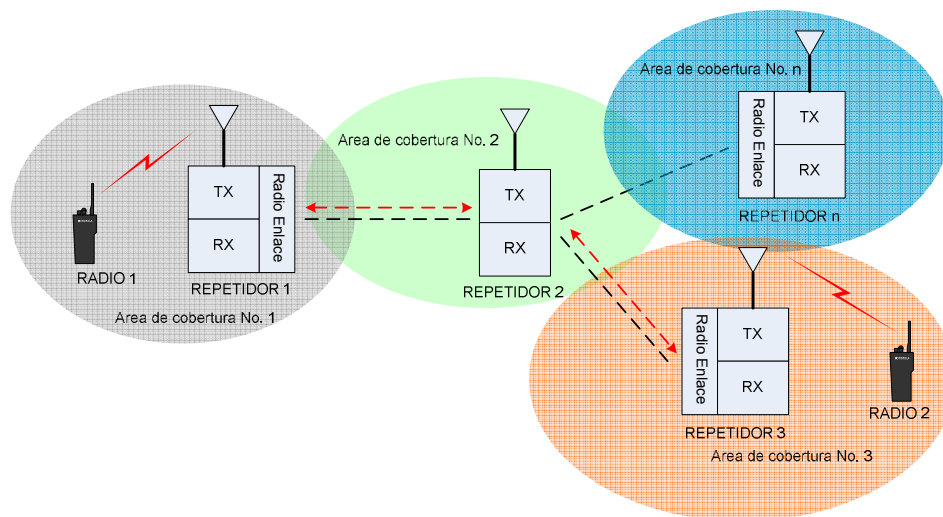 Area de cobertura No. n
TX
RX
Radio Enlace
REPETIDOR n
Area de cobertura No. 2
TX
RX
REPETIDOR 2
TX
RX
Radio Enlace
REPETIDOR 1
RADIO 1
Area de cobertura No. 1
Radio Enlace
TX
RX
REPETIDOR 3
RADIO 2
Area de cobertura No. 3